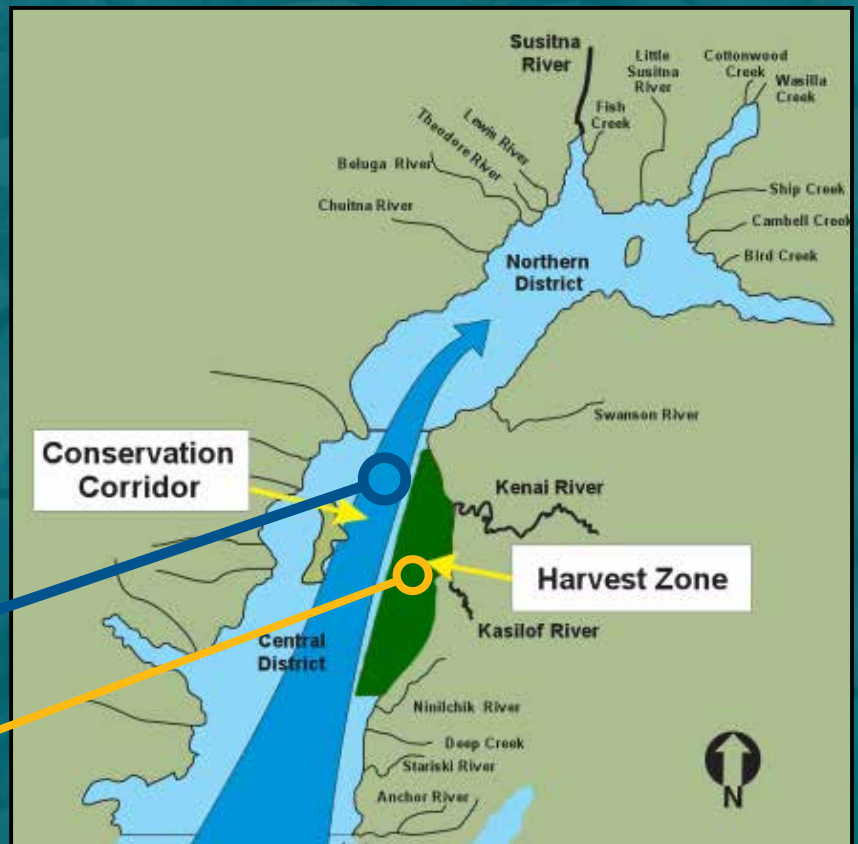 Susitna
River
Little
Susitna
River
Cottonwood
Creek
Wasilla
Creek
Fish
Creek
Lewis River
Theodore River
Beluga River
Chuitna River
Ship Creek
Cambell Creek
Bird Creek
Northern
District
Swanson River
Conservation
Corridor
Kenai River
Harvest Zone
Kasilof River
Central
District
Ninilchik River
Deep Creek
Stariski River
Anchor River
N